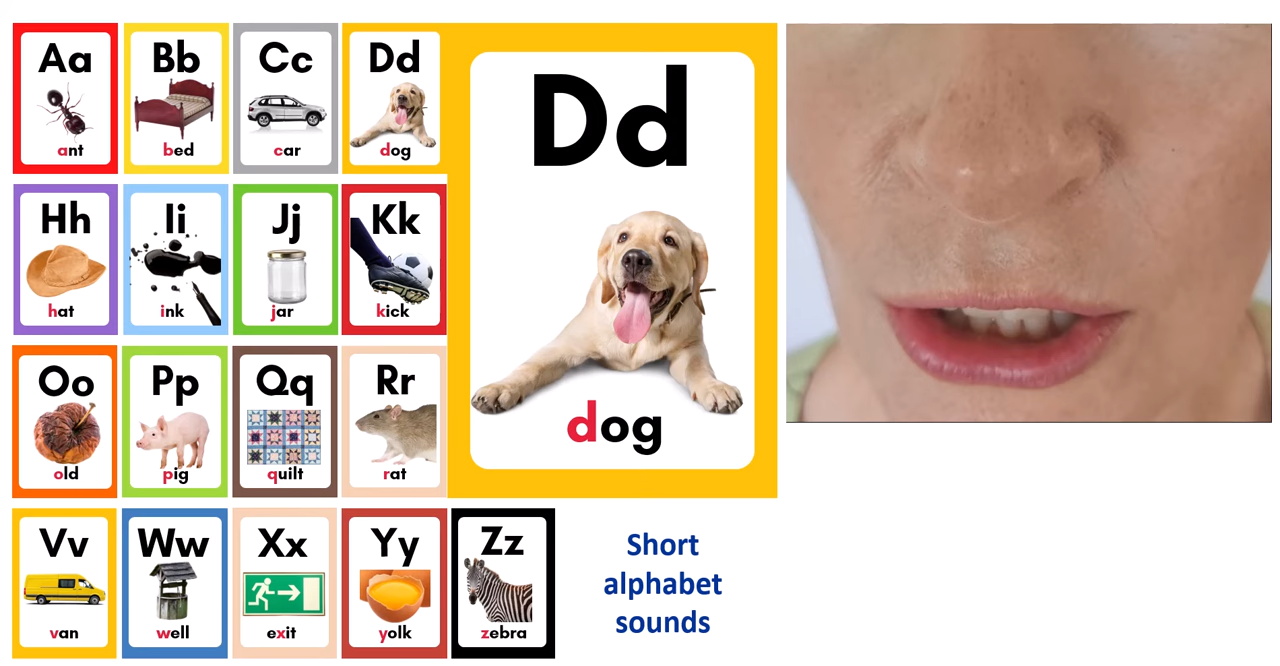 Aa
ant
Bb
bed
Cc
car
Dd
dog
Dd
dog
Hh
hat
Ii
ink
Jj
jar
Kk
kick
Oo
old
Pp
pig
Qq
quilt
Rr
rat
Vv
van
Ww
well
Xx
exit
Yy
yolk
Zz
zebra
Short
alphabet
sounds